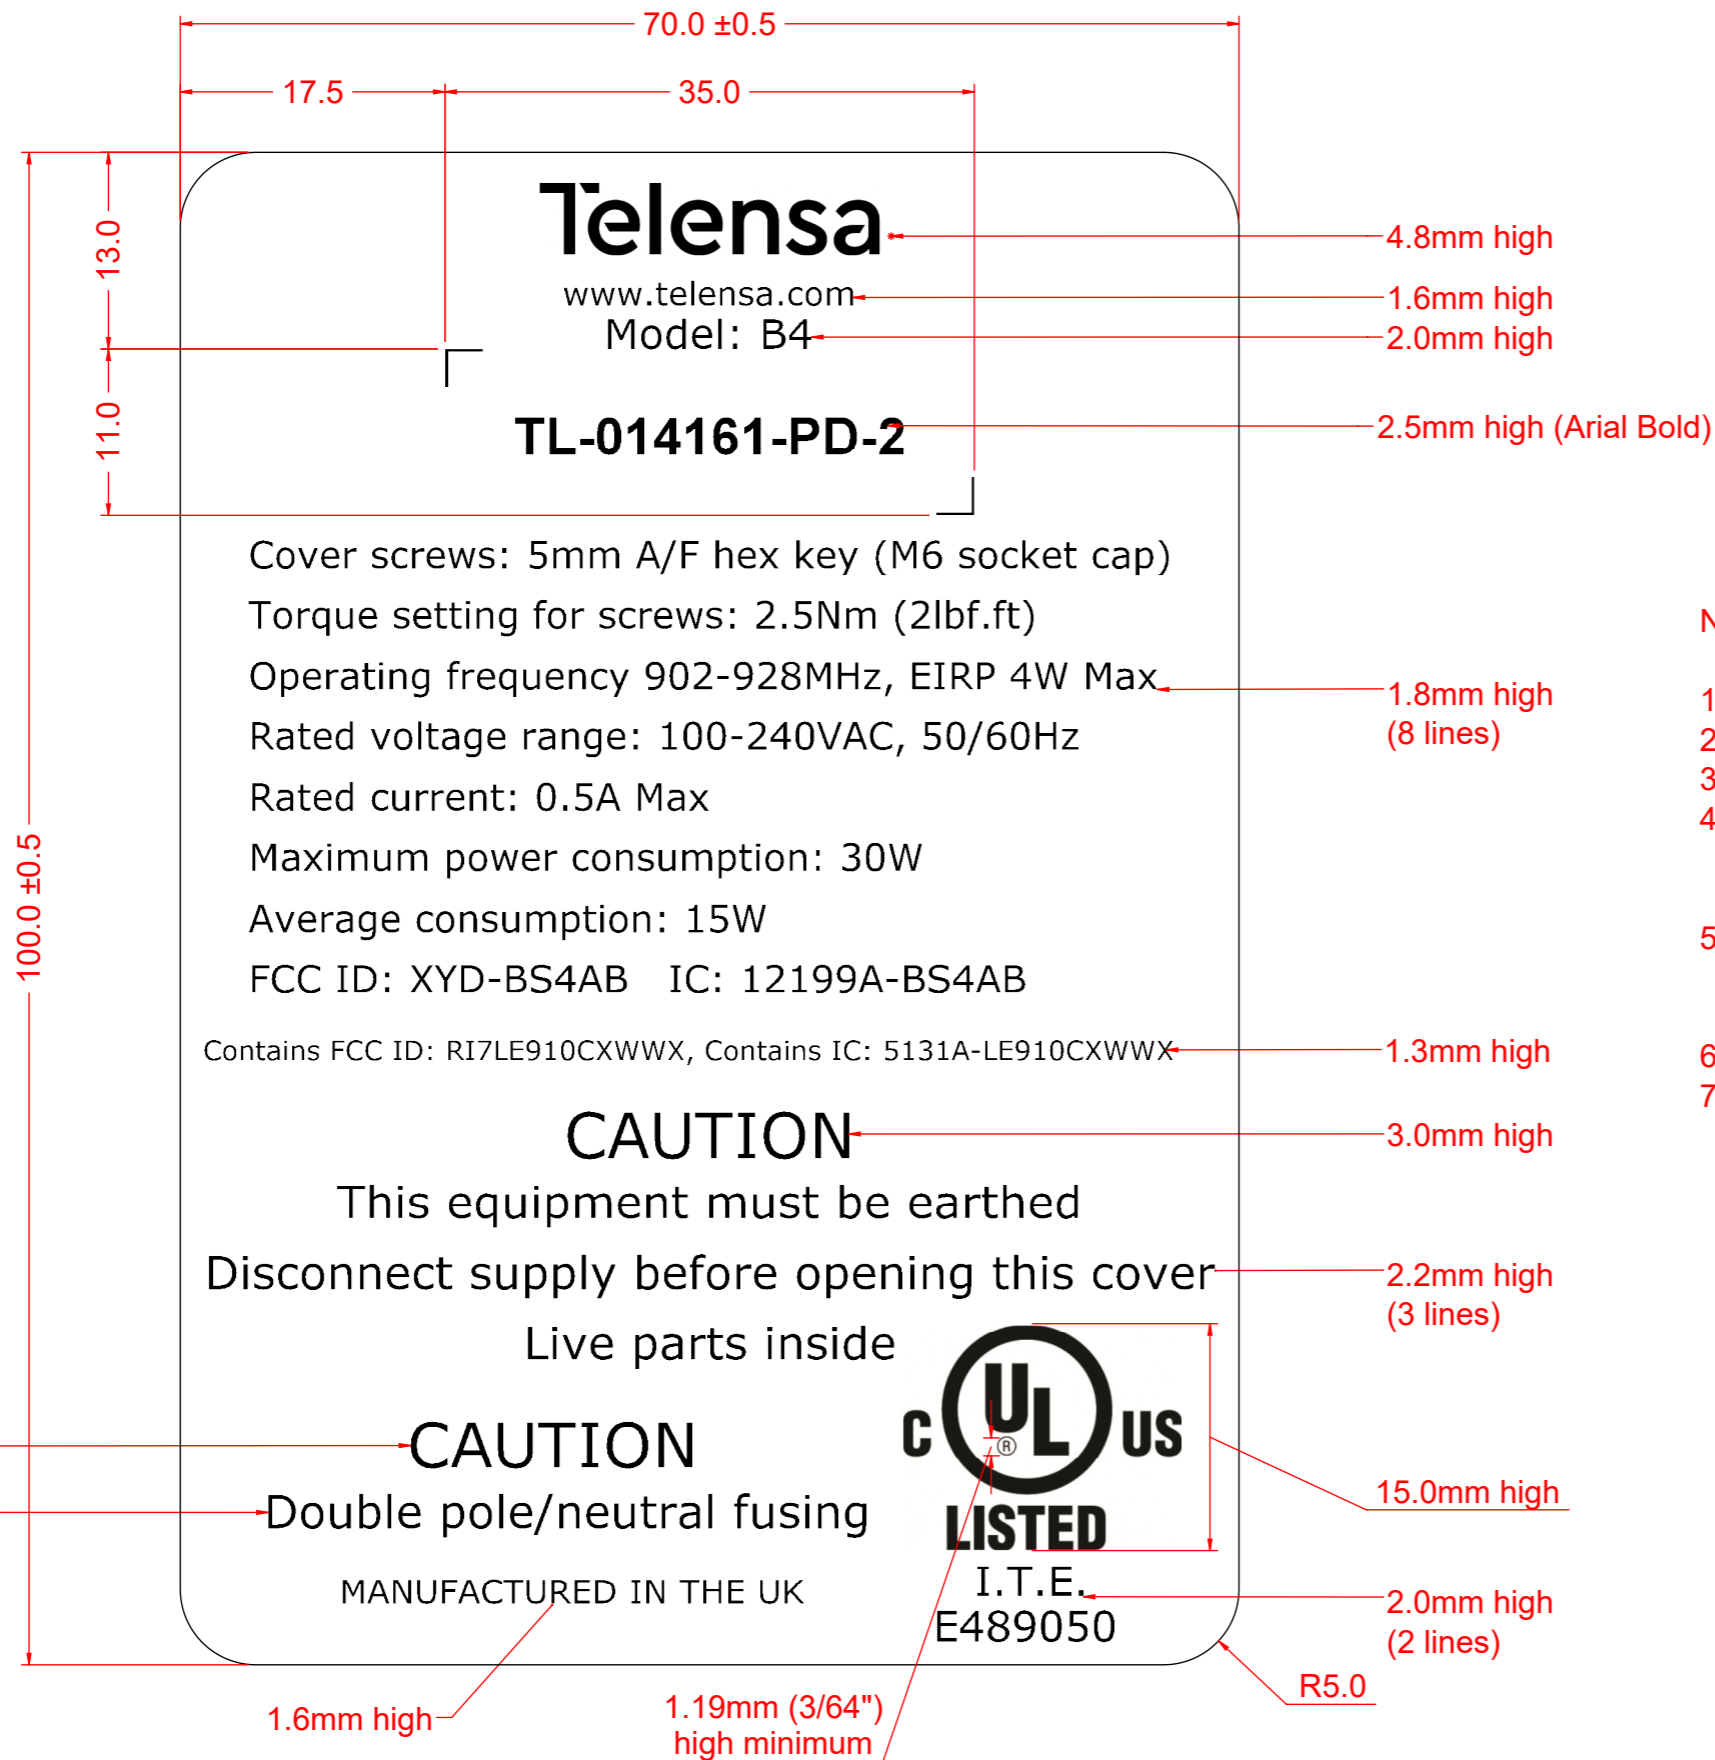 70.0 ±0.5
17.5
35.0
Telensa
4.8mm high
13.0
www.telensa.com
1.6mm high
Model: B4
2.0mm high
11.0
TL-014161-PD-2
2.5mm high (Arial Bold)
Cover screws: 5mm A/F hex key (M6 socket cap)
Torque setting for screws: 2.5Nm (2lbf.ft)
N
Operating frequency 902-928MHz, EIRP 4W Max
1.8mm high
(8 lines)
1
2
3
4
Rated voltage range: 100-240VAC, 50/60Hz
Rated current: 0.5A Max
Maximum power consumption: 30W
100.0 ±0.5
Average consumption: 15W
5
FCC ID: XYD-BS4AB IC: 12199A-BS4AB
Contains FCC ID: RI7LE910CXWWX, Contains IC: 5131A-LE910CXWWX
1.3mm high
6
7
CAUTION
3.0mm high
This equipment must be earthed
Disconnect supply before opening this cover
2.2mm high
(3 lines)
Live parts inside
C UL ® US
LISTED
15.0mm high
CAUTION
Double pole/neutral fusing
I.T.E.
E489050
2.0mm high
(2 lines)
MANUFACTURED IN THE UK
R5.0
1.6mm high
1.19mm (3/64")
high minimum